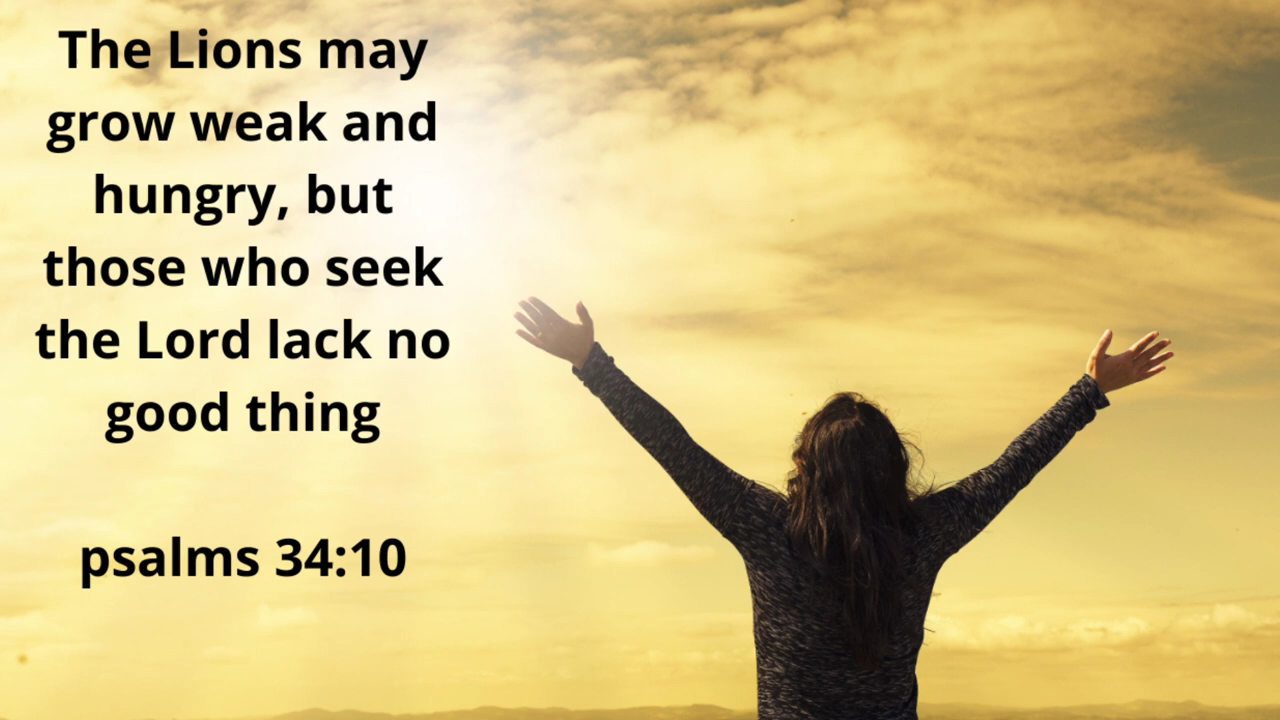 The Lions may
grow weak and
hungry, but
those who seek
the Lord lack no
good thing
psalms 34:10